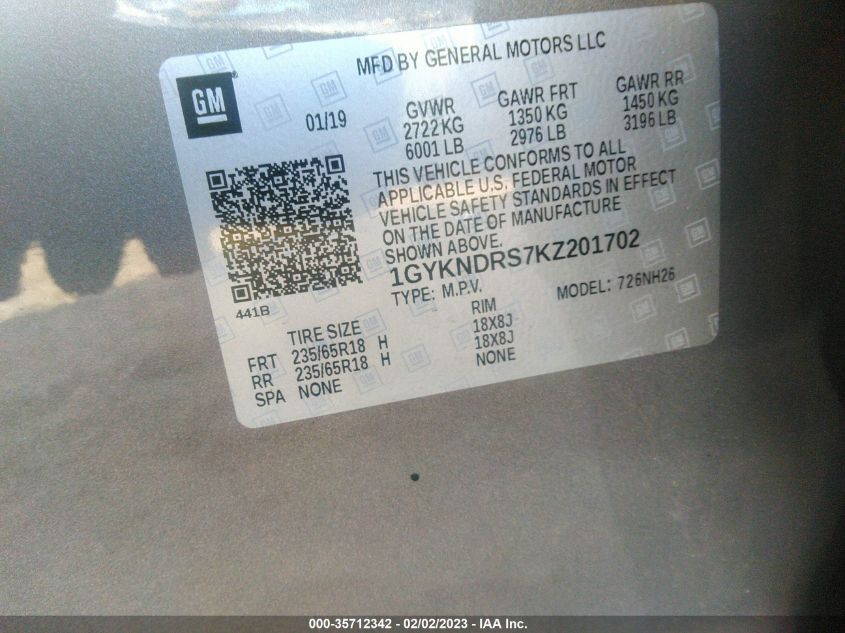 MFD BY GENERAL MOTORS LLC
GM
01/19
GVWR GAWR FRT GAWR RR
2722 KG 1350 KG 1450 KG
6001 LB 2976 LB 3196 LB
THIS VEHICLE CONFORMS TO ALL
APPLICABLE U.S. FEDERAL MOTOR
VEHICLE SAFETY STANDARDS IN EFFECT
ON THE DATE OF MANUFACTURE
SHOWN ABOVE.
1GYKNDRS7KZ201702
TYPE: M.P.V. MODEL: 726NH26
441B
TIRE SIZE RIM
FRT 235/65R18 H 18X8J
RR 235/65R18 H 18X8J
SPA NONE NONE
000-35712342 / 02/02/2023 - IAA Inc.